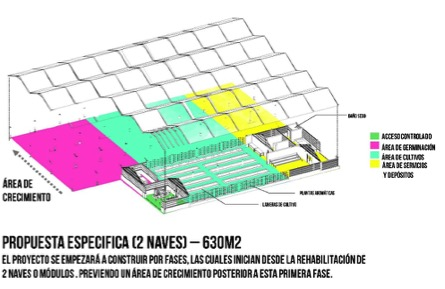 BAÑO SECO
ACCESO CONTROLADO
ÁREA DE GERMINACIÓN
ÁREA DE CULTIVOS
ÁREA DE SERVICIOS
Y DEPÓSITOS
ÁREA DE
CRECIMIENTO
PLANTAS AROMÁTICAS
LINEAS DE CULTIVO
PROPUESTA ESPECIFICA (2 NAVES) – 630M2
EL PROYECTO SE EMPEZARÁ A CONSTRUIR POR FASES, LAS CUALES INICIAN DESDE LA REHABILITACIÓN DE
2 NAVES O MÓDULOS . PREVIENDO UN ÁREA DE CRECIMIENTO POSTERIOR A ESTA PRIMERA FASE.